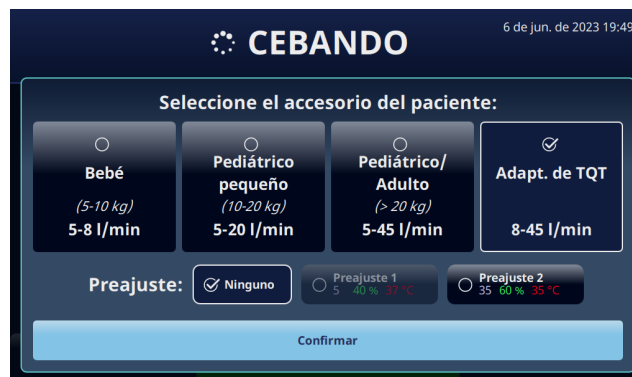 6 de jun. de 2023 19:49
CEBANDO
Seleccione el accesorio del paciente:
Bebé
(5-10 kg)
5-8 l/min
Pediátrico
pequeño
(10-20 kg)
5-20 l/min
Pediátrico/
Adulto
(> 20 kg)
5-45 l/min
Adapt. de TQT
8-45 l/min
Preajuste:
Ninguno
Preajuste 1
5 40 % 37 °C
Preajuste 2
35 60 % 35 °C
Confirmar